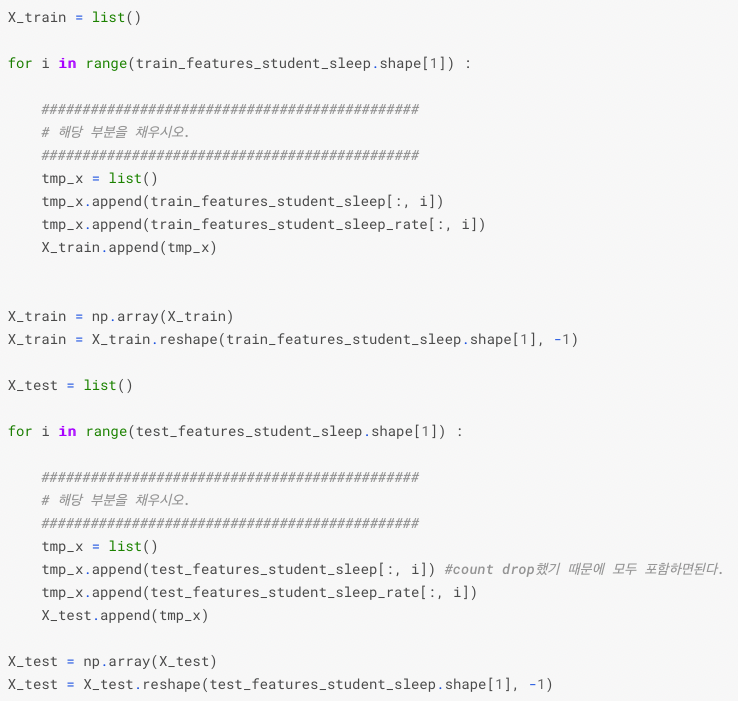 X_train = list()
for i in range(train_features_student_sleep.shape[1]) :
##############################################
# 해당 부분을 채우시오.
##############################################
tmp_x = list()
tmp_x.append(train_features_student_sleep[:, i])
tmp_x.append(train_features_student_sleep_rate[:, i])
X_train.append(tmp_x)
X_train = np.array(X_train)
X_train = X_train.reshape(train_features_student_sleep.shape[1], -1)
X_test = list()
for i in range(test_features_student_sleep.shape[1]) :
##############################################
# 해당 부분을 채우시오.
##############################################
tmp_x = list()
tmp_x.append(test_features_student_sleep[:, i]) #count drop했기 때문에 모두 포함하면된다.
tmp_x.append(test_features_student_sleep_rate[:, i])
X_test.append(tmp_x)
X_test = np.array(X_test)
X_test = X_test.reshape(test_features_student_sleep.shape[1], -1)